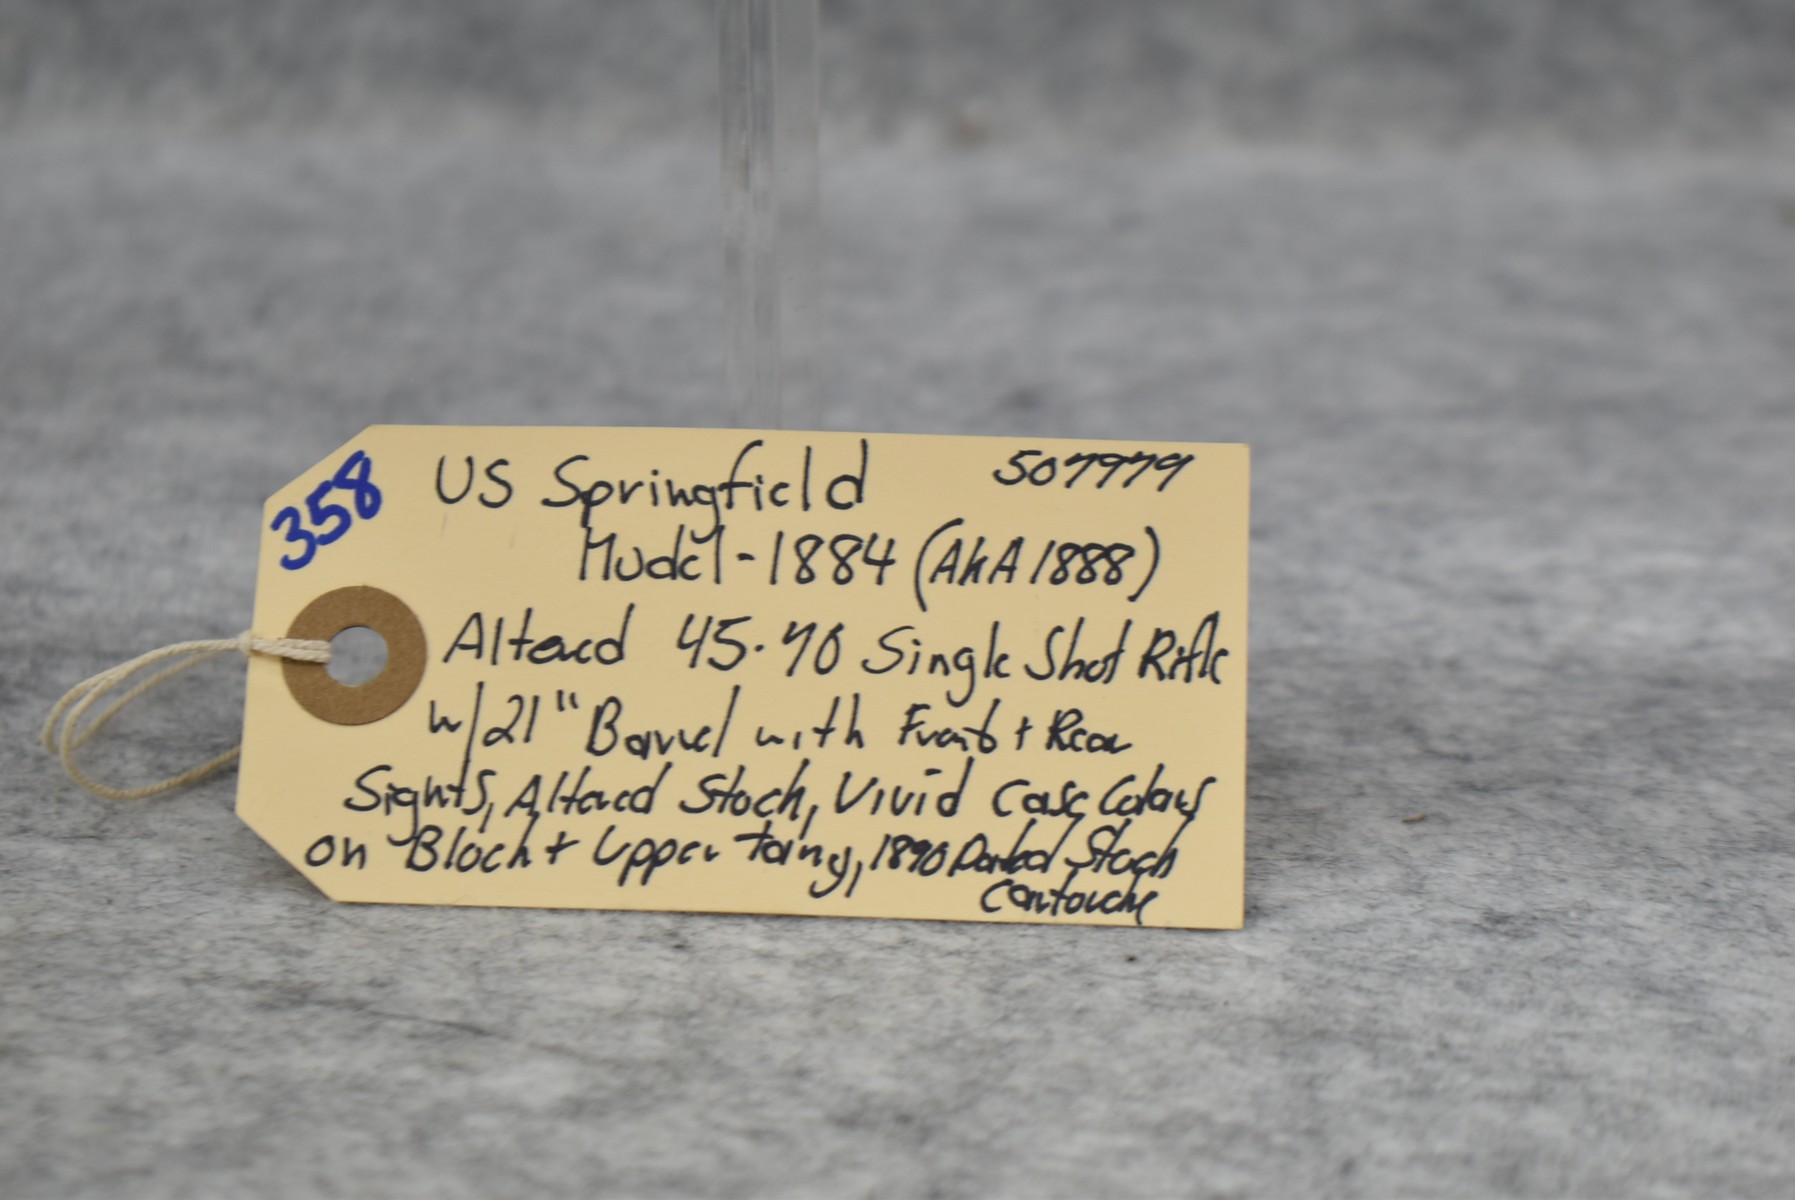 358
US Springfield 507979
Model-1884 (AKA 1888)
Altered 45-70 Single Shot Rifle
w/21" Barrel with Front + Rear
Sights, Altered Stock, Vivid Case Colors
on Block + Upper Tang, 1890 Dated Stock
Cartouche